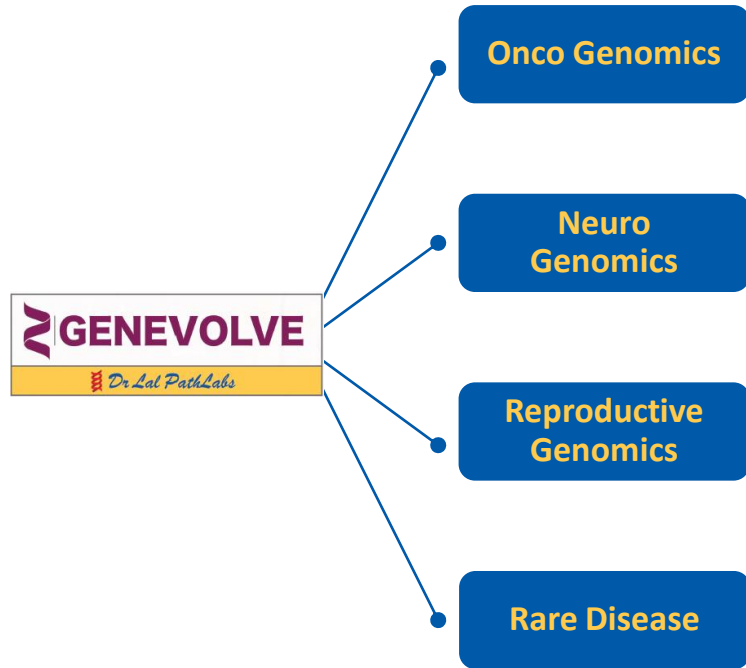 Onco Genomics
Neuro
Genomics
GENEVOLVE
Dr Lal PathLabs
Reproductive
Genomics
Rare Disease